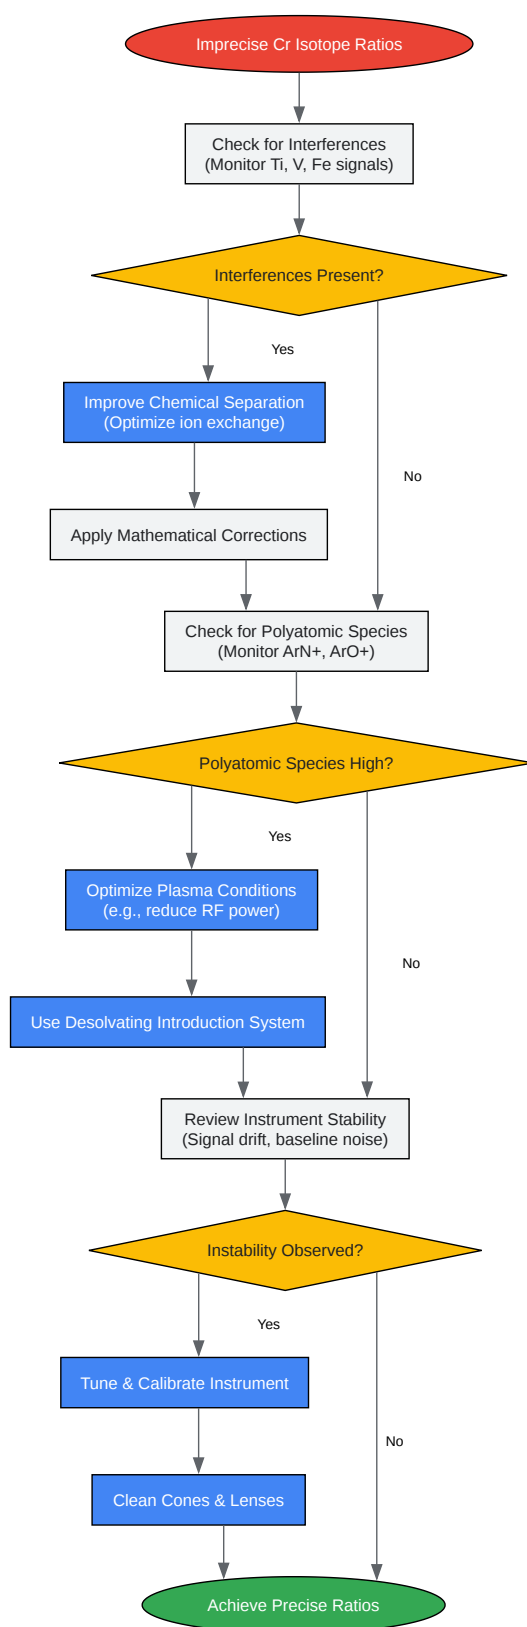 Imprecise Cr Isotope Ratios
Check for Interferences
(Monitor Ti, V, Fe signals)
Interferences Present?
Yes
Improve Chemical Separation
(Optimize ion exchange)
No
Apply Mathematical Corrections
Check for Polyatomic Species
(Monitor ArN+, ArO+)
Polyatomic Species High?
Yes
Optimize Plasma Conditions
(e.g., reduce RF power)
No
Use Desolvating Introduction System
Review Instrument Stability
(Signal drift, baseline noise)
Instability Observed?
Yes
Tune & Calibrate Instrument
No
Clean Cones & Lenses
Achieve Precise Ratios